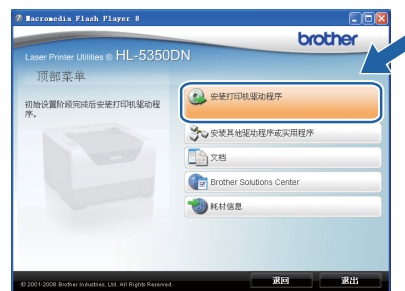 Macromedia Flash Player 8
brother
Laser Printer Utilities © HL-5350DN
顶部菜单
初始设置阶段完成后安装打印机驱动程
序。
安装打印机驱动程序
安装其他驱动程序或实用程序
文档
Brother Solutions Center
耗材信息
© 2001-2008 Brother Industries, Ltd. All Rights Reserved.
退回
退出